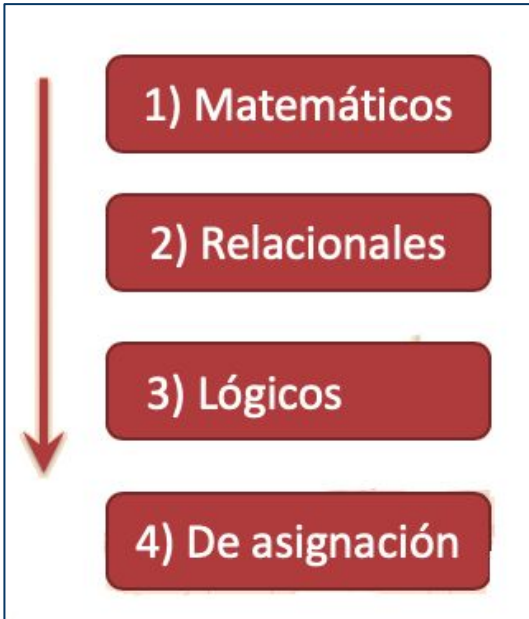 1) Matemáticos
2) Relacionales
3) Lógicos
4) De asignación